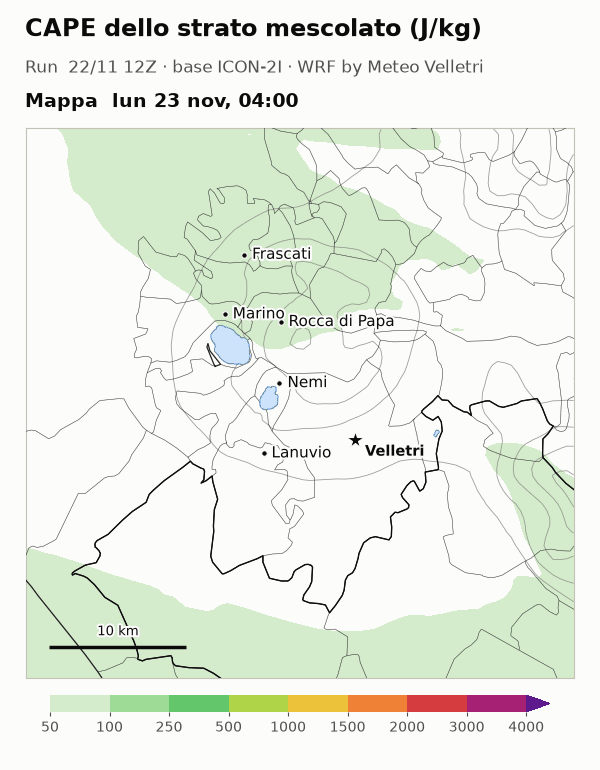 CAPE dello strato mescolato (J/kg)
Run  22/11 12Z · base ICON-2I · WRF by Meteo Velletri
Mappa  lun 23 nov, 04:00
Frascati
Marino
Rocca di Papa
Nemi
Velletri
Lanuvio
10 km
50 100 250 500 1000 1500 2000 3000 4000